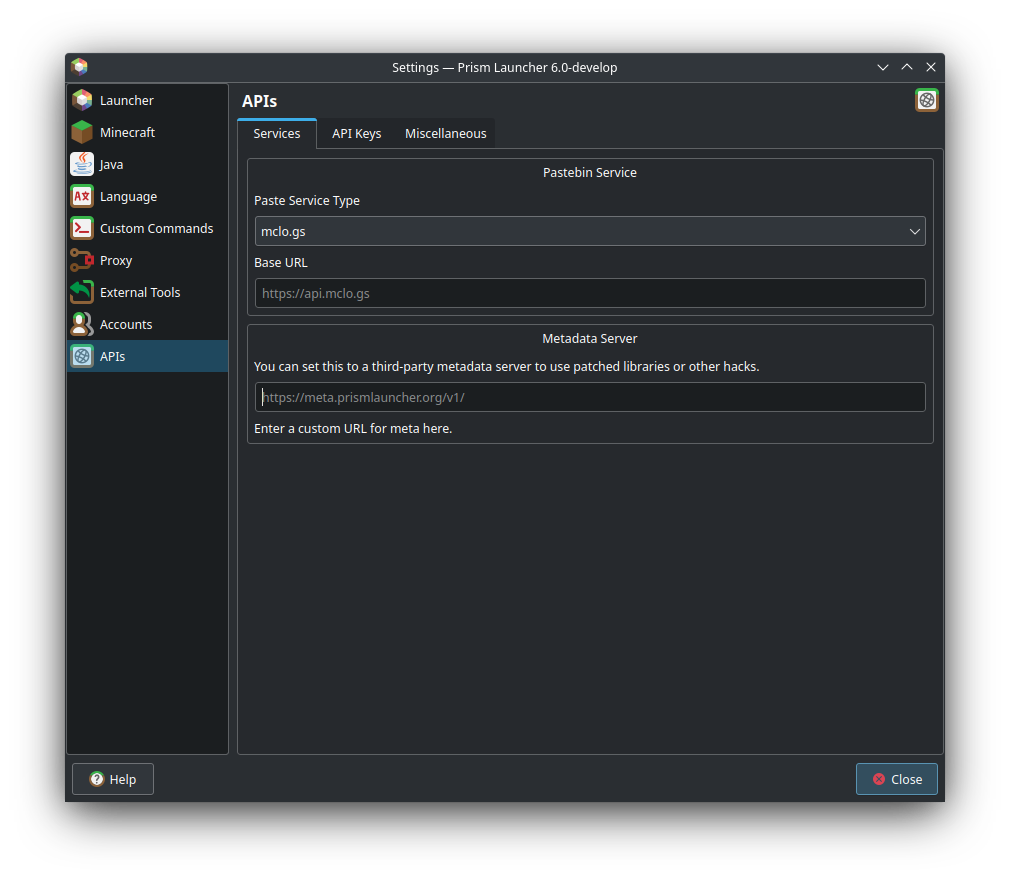 Settings — Prism Launcher 6.0-develop
Launcher
Minecraft
Java
Language
Custom Commands
Proxy
External Tools
Accounts
APIs
APIs
Services API Keys Miscellaneous
Pastebin Service
Paste Service Type
mclo.gs
Base URL
https://api.mclo.gs
Metadata Server
You can set this to a third-party metadata server to use patched libraries or other hacks.
https://meta.prismlauncher.org/v1/
Enter a custom URL for meta here.
Help
Close